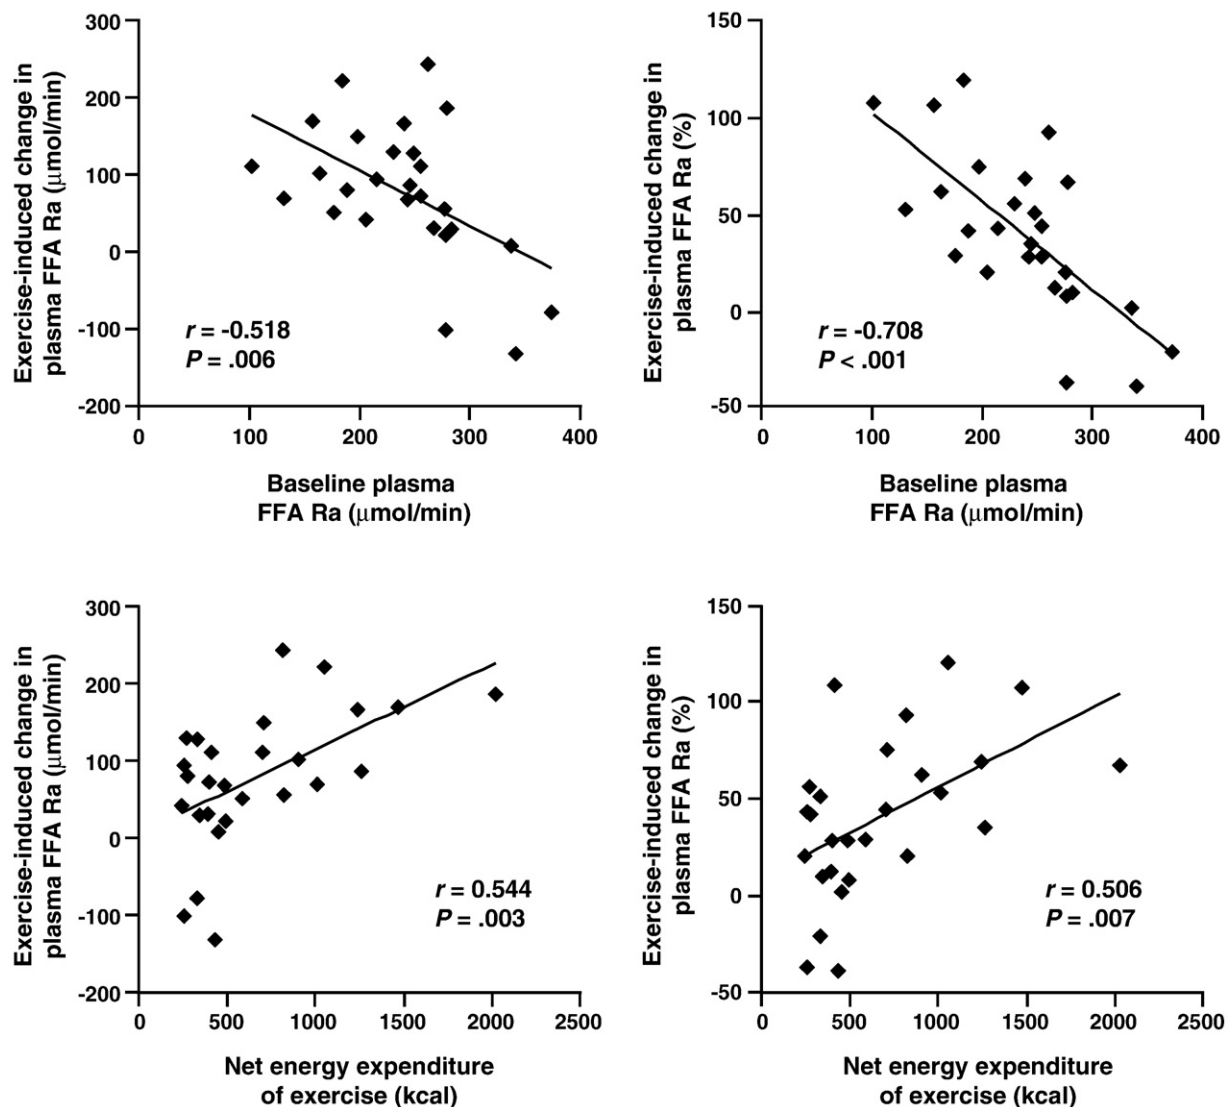 Exercise-induced change in
plasma FFA Ra (μmol/min)
300
200
100
0
-100
-200
r = -0.518
P = .006
0 100 200 300 400
Baseline plasma
FFA Ra (μmol/min)
Exercise-induced change in
plasma FFA Ra (%)
150
100
50
0
-50
r = -0.708
P < .001
0 100 200 300 400
Baseline plasma
FFA Ra (μmol/min)
Exercise-induced change in
plasma FFA Ra (μmol/min)
300
200
100
0
-100
-200
r = 0.544
P = .003
0 500 1000 1500 2000 2500
Net energy expenditure
of exercise (kcal)
Exercise-induced change in
plasma FFA Ra (%)
150
100
50
0
-50
r = 0.506
P = .007
0 500 1000 1500 2000 2500
Net energy expenditure
of exercise (kcal)